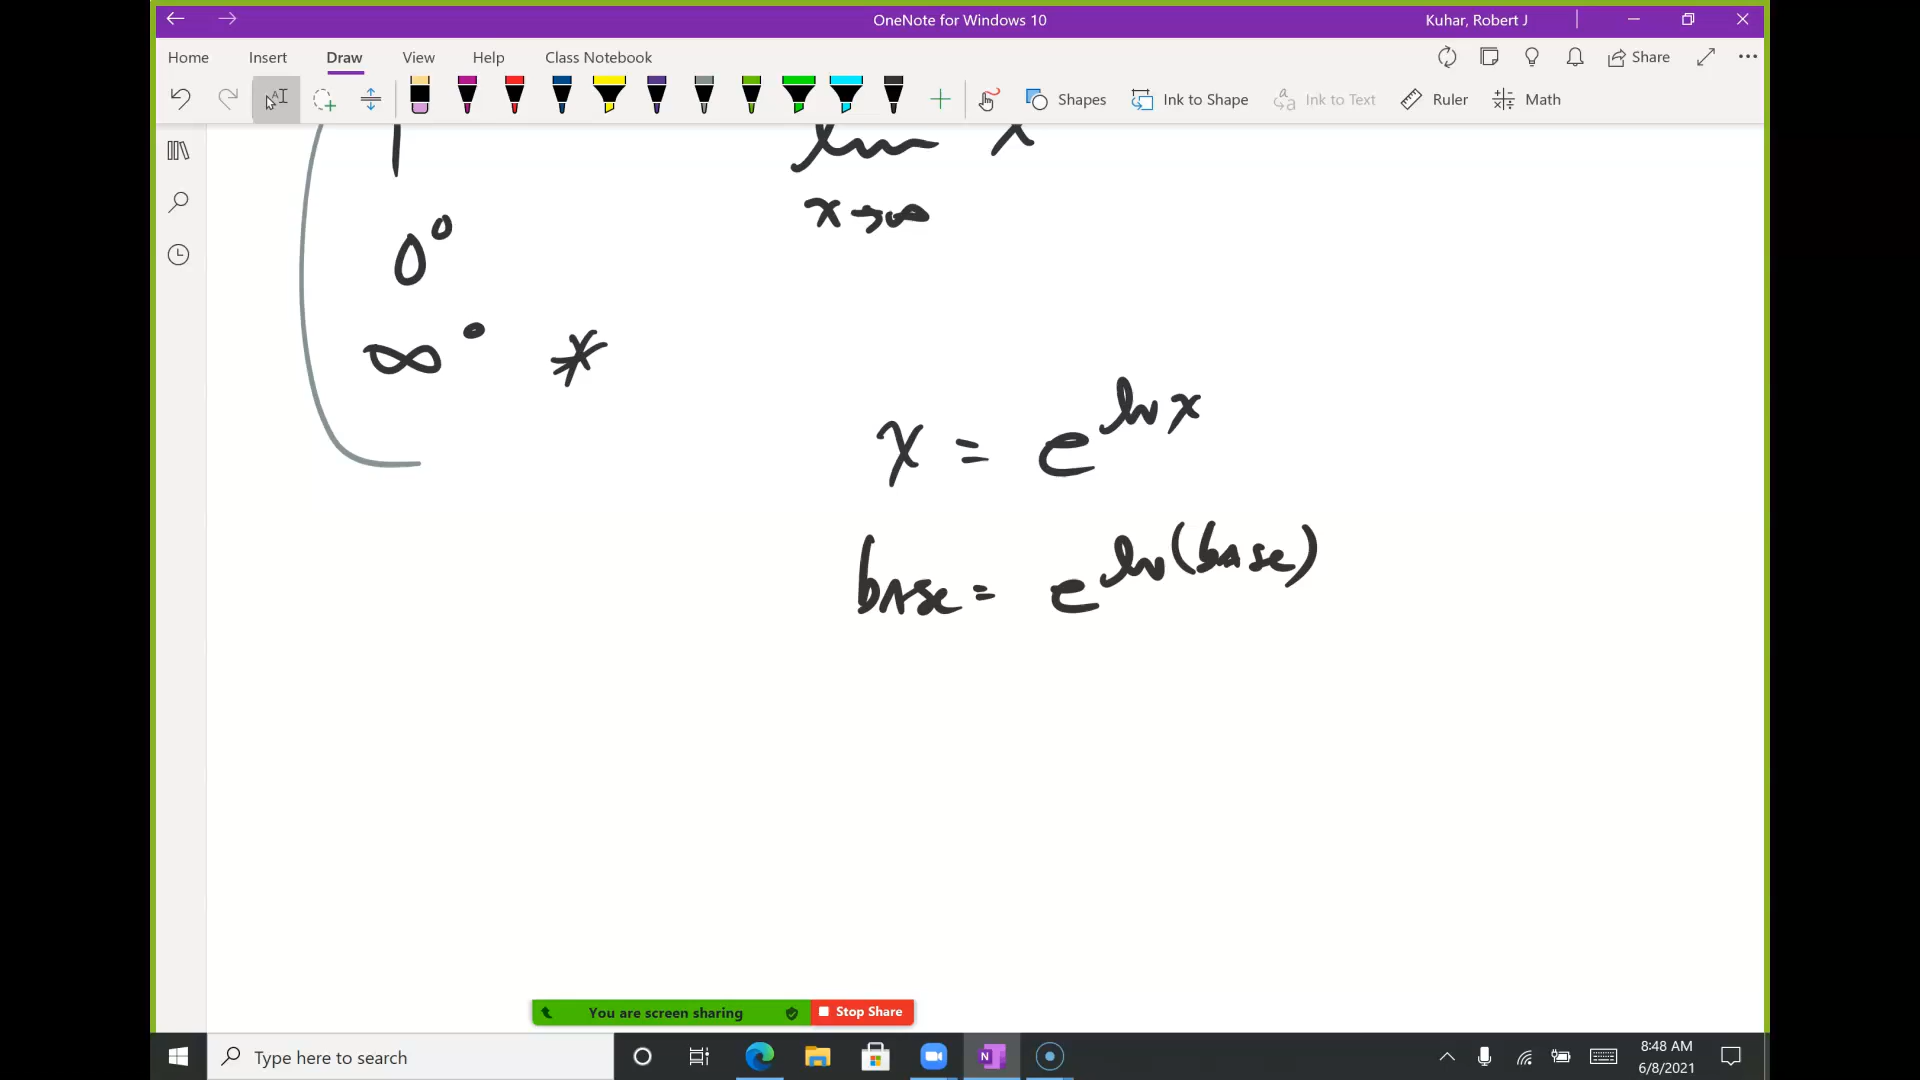 OneNote for Windows 10
Kuhar, Robert J
Home Insert Draw View Help Class Notebook
Share
Shapes Ink to Shape Ink to Text Ruler Math
lim x
x→∞
0⁰
∞⁰ *
x = e^(ln x)
base = e^(ln(base))
You are screen sharing Stop Share
Type here to search
8:48 AM
6/8/2021